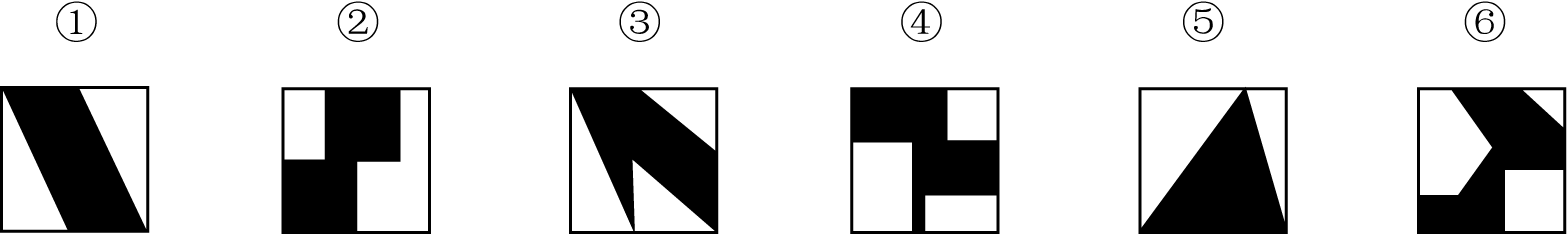 ① ② ③ ④ ⑤ ⑥